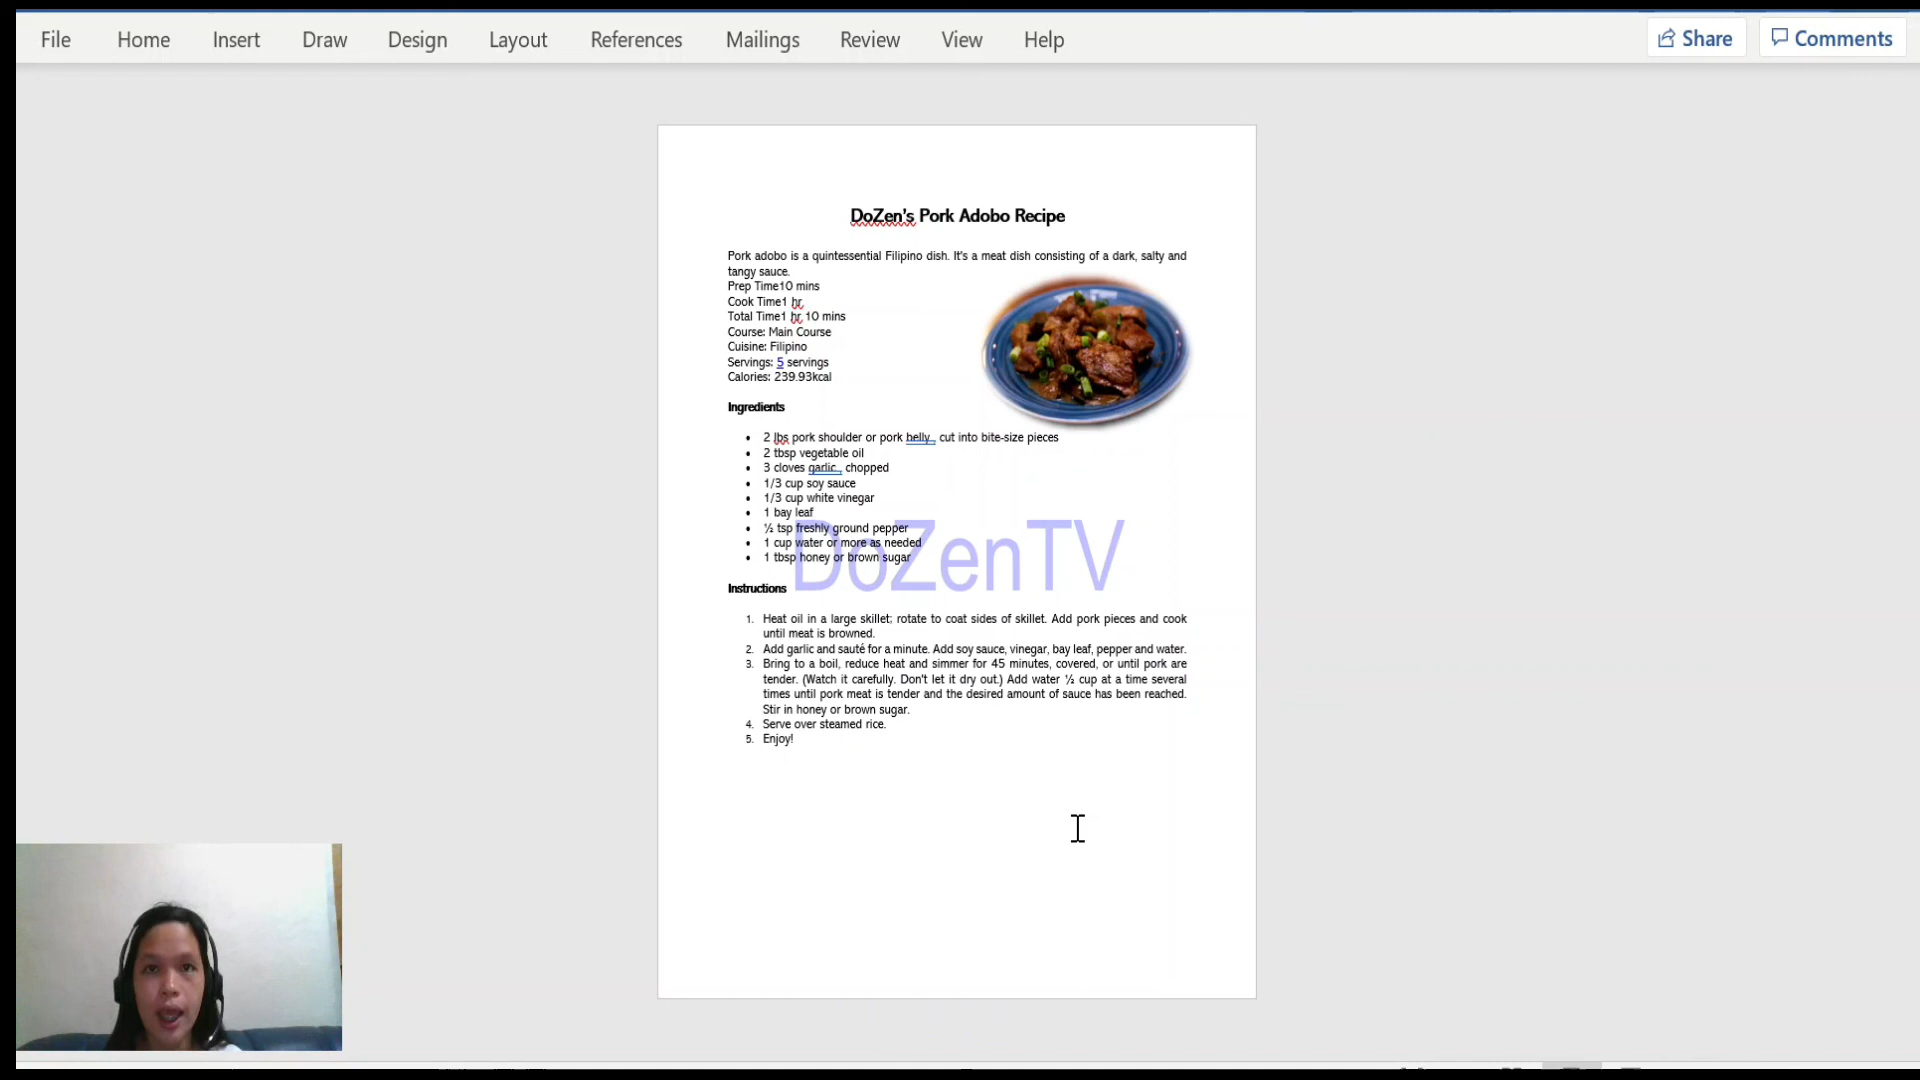 File Home Insert Draw Design Layout References Mailings Review View Help Share Comments
DoZen's Pork Adobo Recipe
Pork adobo is a quintessential Filipino dish. It's a meat dish consisting of a dark, salty and
tangy sauce.
Prep Time10 mins
Cook Time1 hr
Total Time1 hr 10 mins
Course: Main Course
Cuisine: Filipino
Servings: 5 servings
Calories: 239.93kcal
Ingredients
• 2 lbs pork shoulder or pork belly , cut into bite-size pieces
• 2 tbsp vegetable oil
• 3 cloves garlic , chopped
• 1/3 cup soy sauce
• 1/3 cup white vinegar
• 1 bay leaf
• ½ tsp freshly ground pepper
• 1 cup water or more as needed
• 1 tbsp honey or brown sugar
DoZenTV
Instructions
1. Heat oil in a large skillet; rotate to coat sides of skillet. Add pork pieces and cook
until meat is browned.
2. Add garlic and sauté for a minute. Add soy sauce, vinegar, bay leaf, pepper and water.
3. Bring to a boil, reduce heat and simmer for 45 minutes, covered, or until pork are
tender. (Watch it carefully. Don't let it dry out.) Add water ½ cup at a time several
times until pork meat is tender and the desired amount of sauce has been reached.
Stir in honey or brown sugar.
4. Serve over steamed rice.
5. Enjoy!